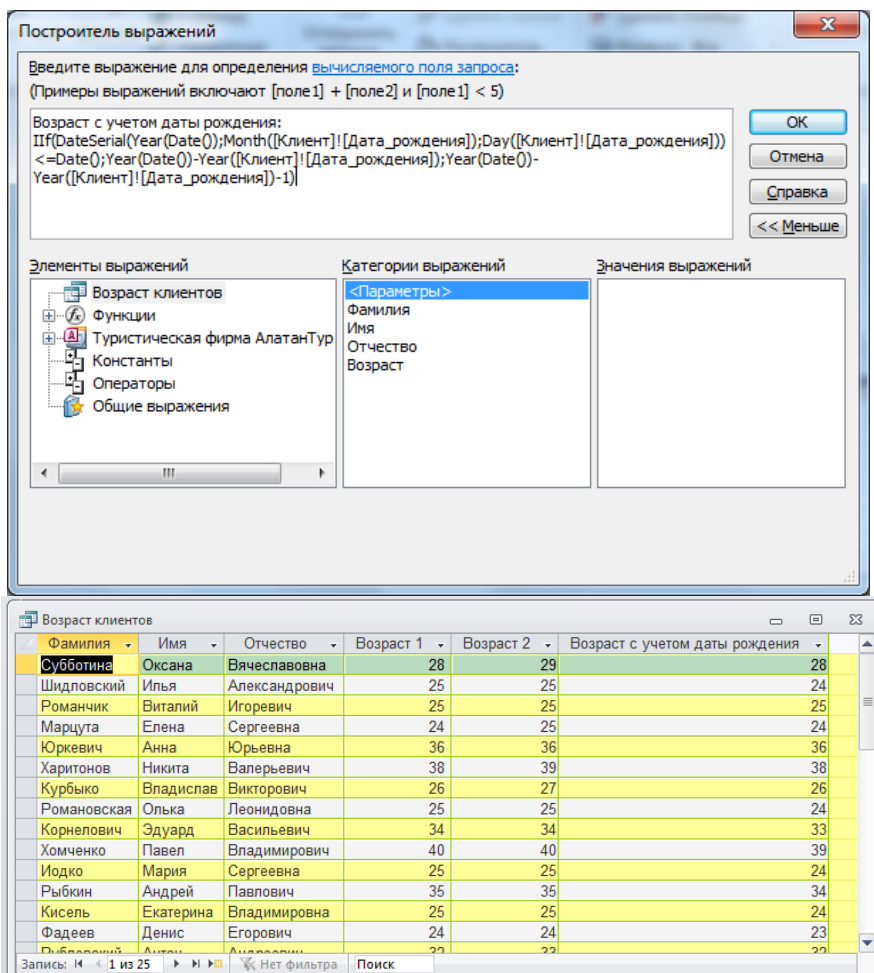 Построитель выражений
Введите выражение для определения вычисляемого поля запроса:
(Примеры выражений включают [поле1] + [поле2] и [поле1] < 5)
Возраст с учетом даты рождения:
IIf(DateSerial(Year(Date());Month([Клиент]![Дата_рождения]);Day([Клиент]![Дата_рождения]))
<=Date();Year(Date())-Year([Клиент]![Дата_рождения]);Year(Date())-
Year([Клиент]![Дата_рождения])-1)
OK
Отмена
Справка
<< Меньше
Элементы выражений
Категории выражений
Значения выражений
Возраст клиентов
Функции
Туристическая фирма АлатанТур
Константы
Операторы
Общие выражения
<Параметры>
Фамилия
Имя
Отчество
Возраст
Возраст клиентов
Фамилия Имя Отчество Возраст 1 Возраст 2 Возраст с учетом даты рождения
Субботина Оксана Вячеславовна 28 29 28
Шидловский Илья Александрович 25 25 24
Романчик Виталий Игоревич 25 25 25
Марцута Елена Сергеевна 24 25 24
Юркевич Анна Юрьевна 36 36 36
Харитонов Никита Валерьевич 38 39 38
Курбыко Владислав Викторович 26 27 26
Романовская Олька Леонидовна 25 25 24
Корнелович Эдуард Васильевич 34 34 33
Хомченко Павел Владимирович 40 40 39
Иодко Мария Сергеевна 25 25 24
Рыбкин Андрей Павлович 35 35 34
Кисель Екатерина Владимировна 25 25 24
Фадеев Денис Егорович 24 24 23
Запись: 1 из 25 Нет фильтра Поиск